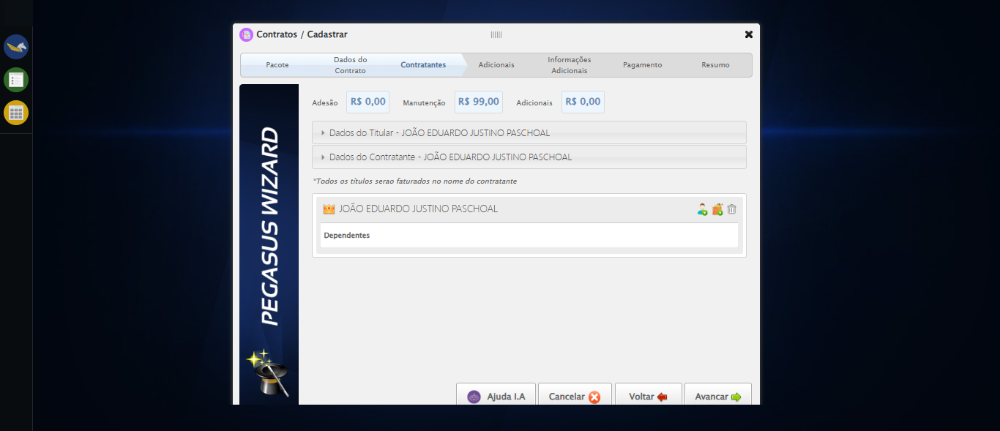 Contratos / Cadastrar
Pacote
Dados do
Contrato
Contratantes
Adicionais
Informações
Adicionais
Pagamento
Resumo
PEGASUS WIZARD
Adesão R$ 0,00 Manutenção R$ 99,00 Adicionais R$ 0,00
Dados do Titular - JOÃO EDUARDO JUSTINO PASCHOAL
Dados do Contratante - JOÃO EDUARDO JUSTINO PASCHOAL
*Todos os títulos serao faturados no nome do contratante
JOÃO EDUARDO JUSTINO PASCHOAL
Dependentes
Ajuda I.A Cancelar Voltar Avancar